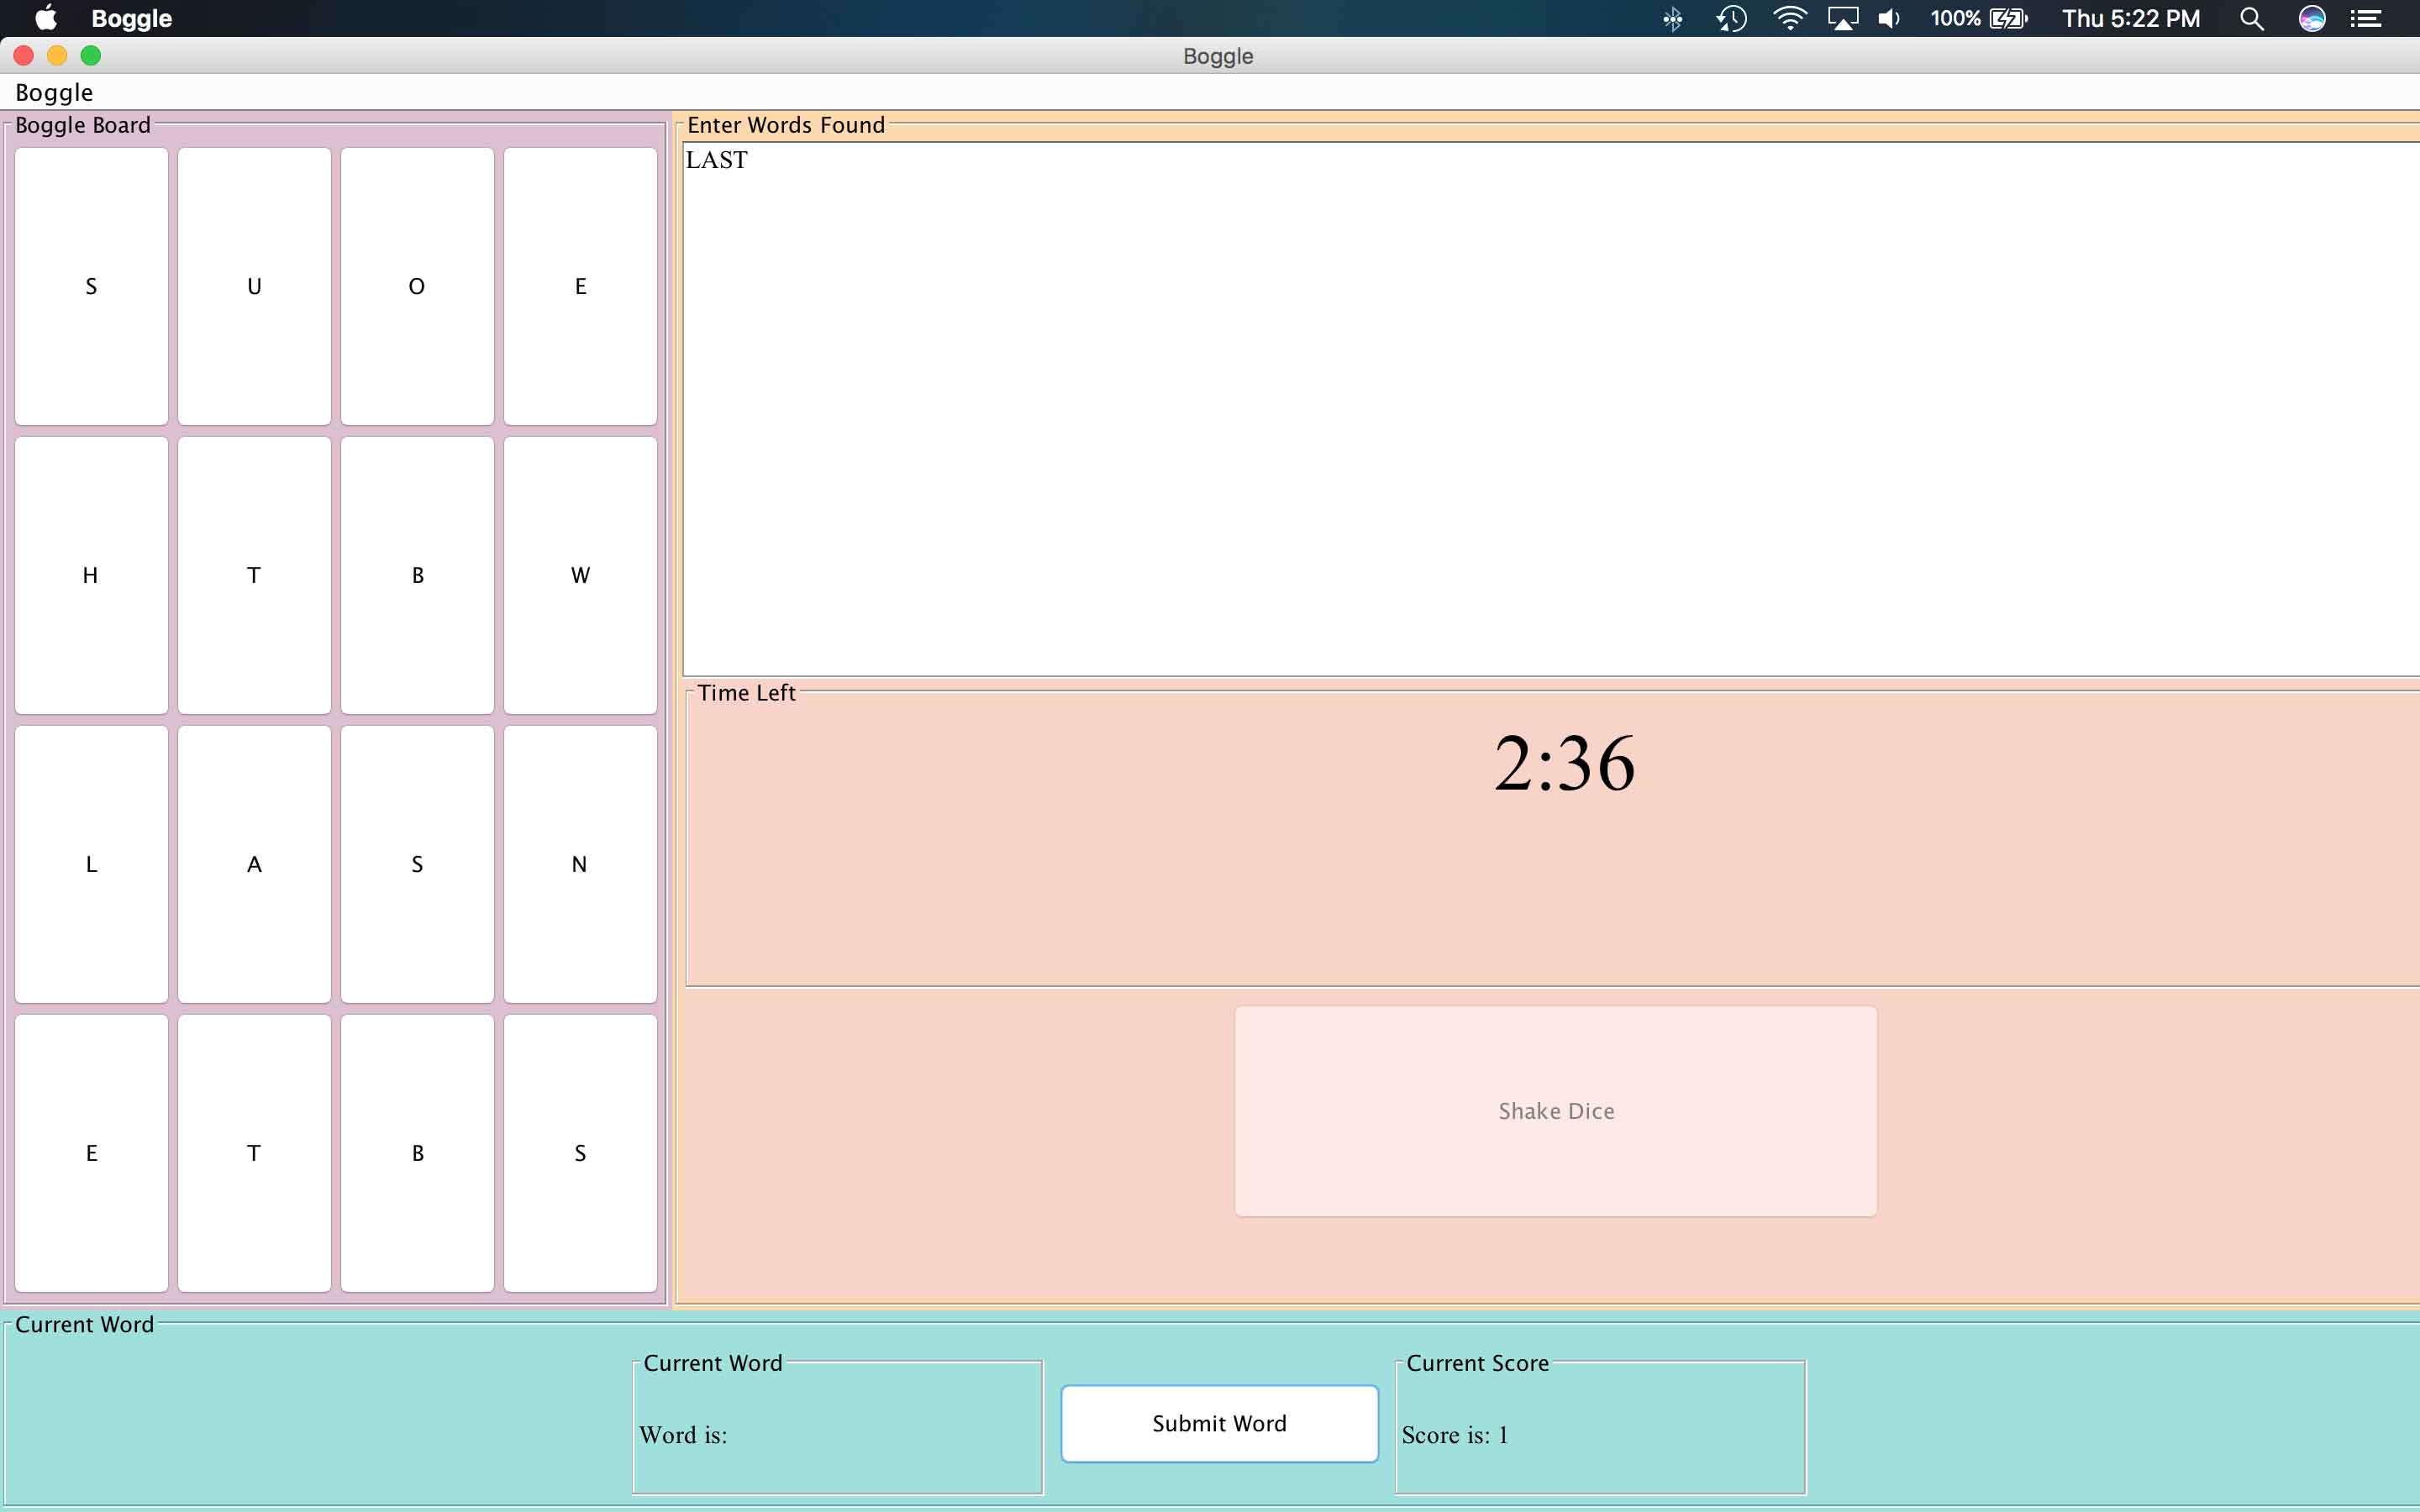 Boggle 100% Thu 5:22 PM
Boggle
Boggle
Boggle Board
S U O E
H T B W
L A S N
E T B S
Enter Words Found
LAST
Time Left
2:36
Shake Dice
Current Word
Current Word
Word is:
Submit Word
Current Score
Score is: 1